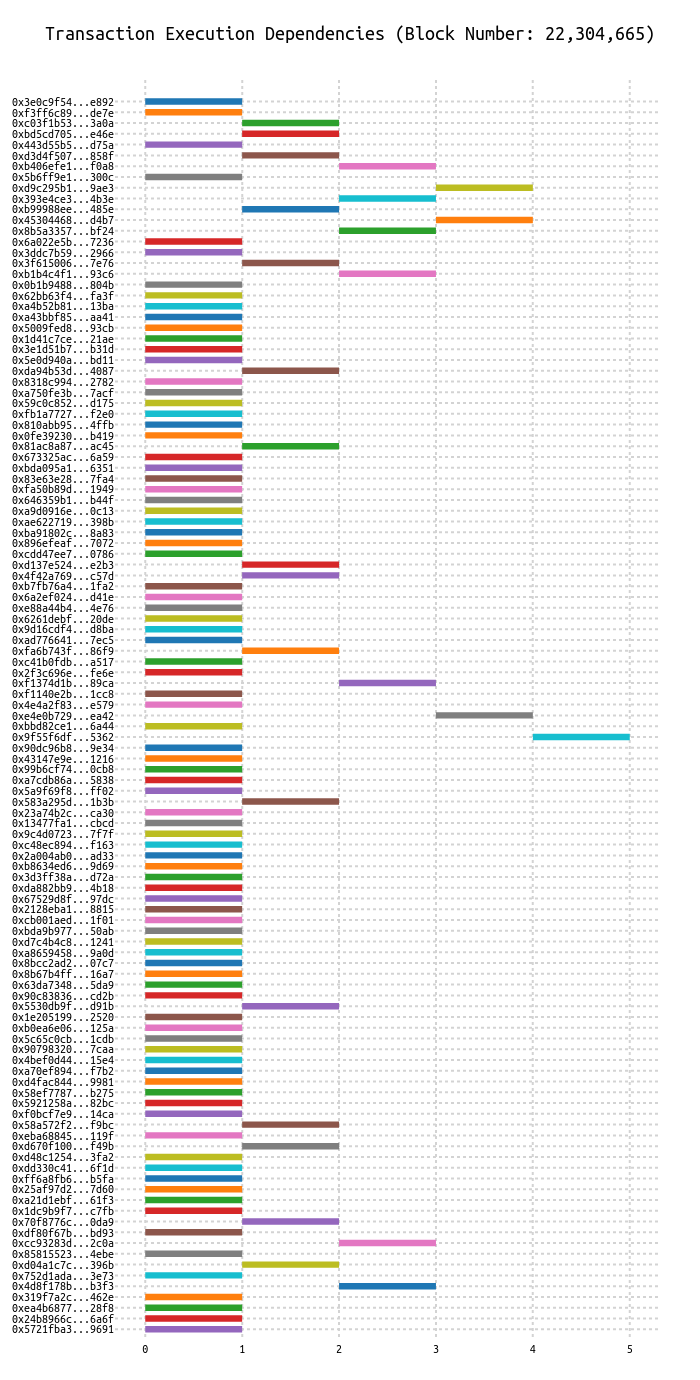 Transaction Execution Dependencies (Block Number: 22,304,665)
0x3e0c9f54...e892
0xf3ff6c89...de7e
0xc03f1b53...3a0a
0xbd5cd705...e46e
0x443d55b5...d75a
0xd3d4f507...858f
0xb406efe1...f0a8
0x5b6ff9e1...300c
0xd9c295b1...9ae3
0x393e4ce3...4b3e
0xb99988ee...485e
0x45304468...d4b7
0x8b5a3357...bf24
0x6a022e5b...7236
0x3ddc7b59...2966
0x3f615006...7e76
0xb1b4c4f1...93c6
0x0b1b9488...804b
0x62bb63f4...fa3f
0xa4b52b81...13ba
0xa43bbf85...aa41
0x5009fed8...93cb
0x1d41c7ce...21ae
0x3e1d51b7...b31d
0x5e0d940a...bd11
0xda94b53d...4087
0x8318c994...2782
0xa750fe3b...7acf
0x59c0c852...d175
0xfb1a7727...f2e0
0x810abb95...4ffb
0x0fe39230...b419
0x81ac8a87...ac45
0x673325ac...6a59
0xbda095a1...6351
0x83e63e28...7fa4
0xfa50b89d...1949
0x646359b1...b44f
0xa9d0916e...0c13
0xae622719...398b
0xba91802c...8a83
0x896efeaf...7072
0xcdd47ee7...0786
0xd137e524...e2b3
0x4f42a769...c57d
0xb7fb76a4...1fa2
0x6a2ef024...d41e
0xe88a44b4...4e76
0x6261debf...20de
0x9d16cdf4...d8ba
0xad776641...7ec5
0xfa6b743f...86f9
0xc41b0fdb...a517
0x2f3c696e...fe6e
0xf1374d1b...89ca
0xf1140e2b...1cc8
0x4e4a2f83...e579
0xe4e0b729...ea42
0xbbd82ce1...6a44
0x9f55f6df...5362
0x90dc96b8...9e34
0x43147e9e...1216
0x99b6cf74...0cb8
0xa7cdb86a...5838
0x5a9f69f8...ff02
0x583a295d...1b3b
0x23a74b2c...ca30
0x13477fa1...cbcd
0x9c4d0723...7f7f
0xc48ec894...f163
0x2a004ab0...ad33
0xb8634ed6...9d69
0x3d3ff38a...d72a
0xda882bb9...4b18
0x67529d8f...97dc
0x2128eba1...8815
0xcb001aed...1f01
0xbda9b977...50ab
0xd7c4b4c8...1241
0xa8659458...9a0d
0x8bcc2ad2...07c7
0x8b67b4ff...16a7
0x63da7348...5da9
0x90c83836...cd2b
0x5530db9f...d91b
0x1e205199...2520
0xb0ea6e06...125a
0x5c65c0cb...1cdb
0x90798320...7caa
0x4bef0d44...15e4
0xa70ef894...f7b2
0xd4fac844...9981
0x58ef7787...b275
0x5921258a...82bc
0xf0bcf7e9...14ca
0x58a572f2...f9bc
0xeba68845...119f
0xd670f100...f49b
0xd48c1254...3fa2
0xdd330c41...6f1d
0xff6a8fb6...b5fa
0x25af97d2...7d60
0xa21d1ebf...61f3
0x1dc9b9f7...c7fb
0x70f8776c...0da9
0xdf80f67b...bd93
0xcc93283d...2c0a
0x85815523...4ebe
0xd04a1c7c...396b
0x752d1ada...3e73
0x4d8f178b...b3f3
0x319f7a2c...462e
0xea4b6877...28f8
0x24b8966c...6a6f
0x5721fba3...9691
0 1 2 3 4 5